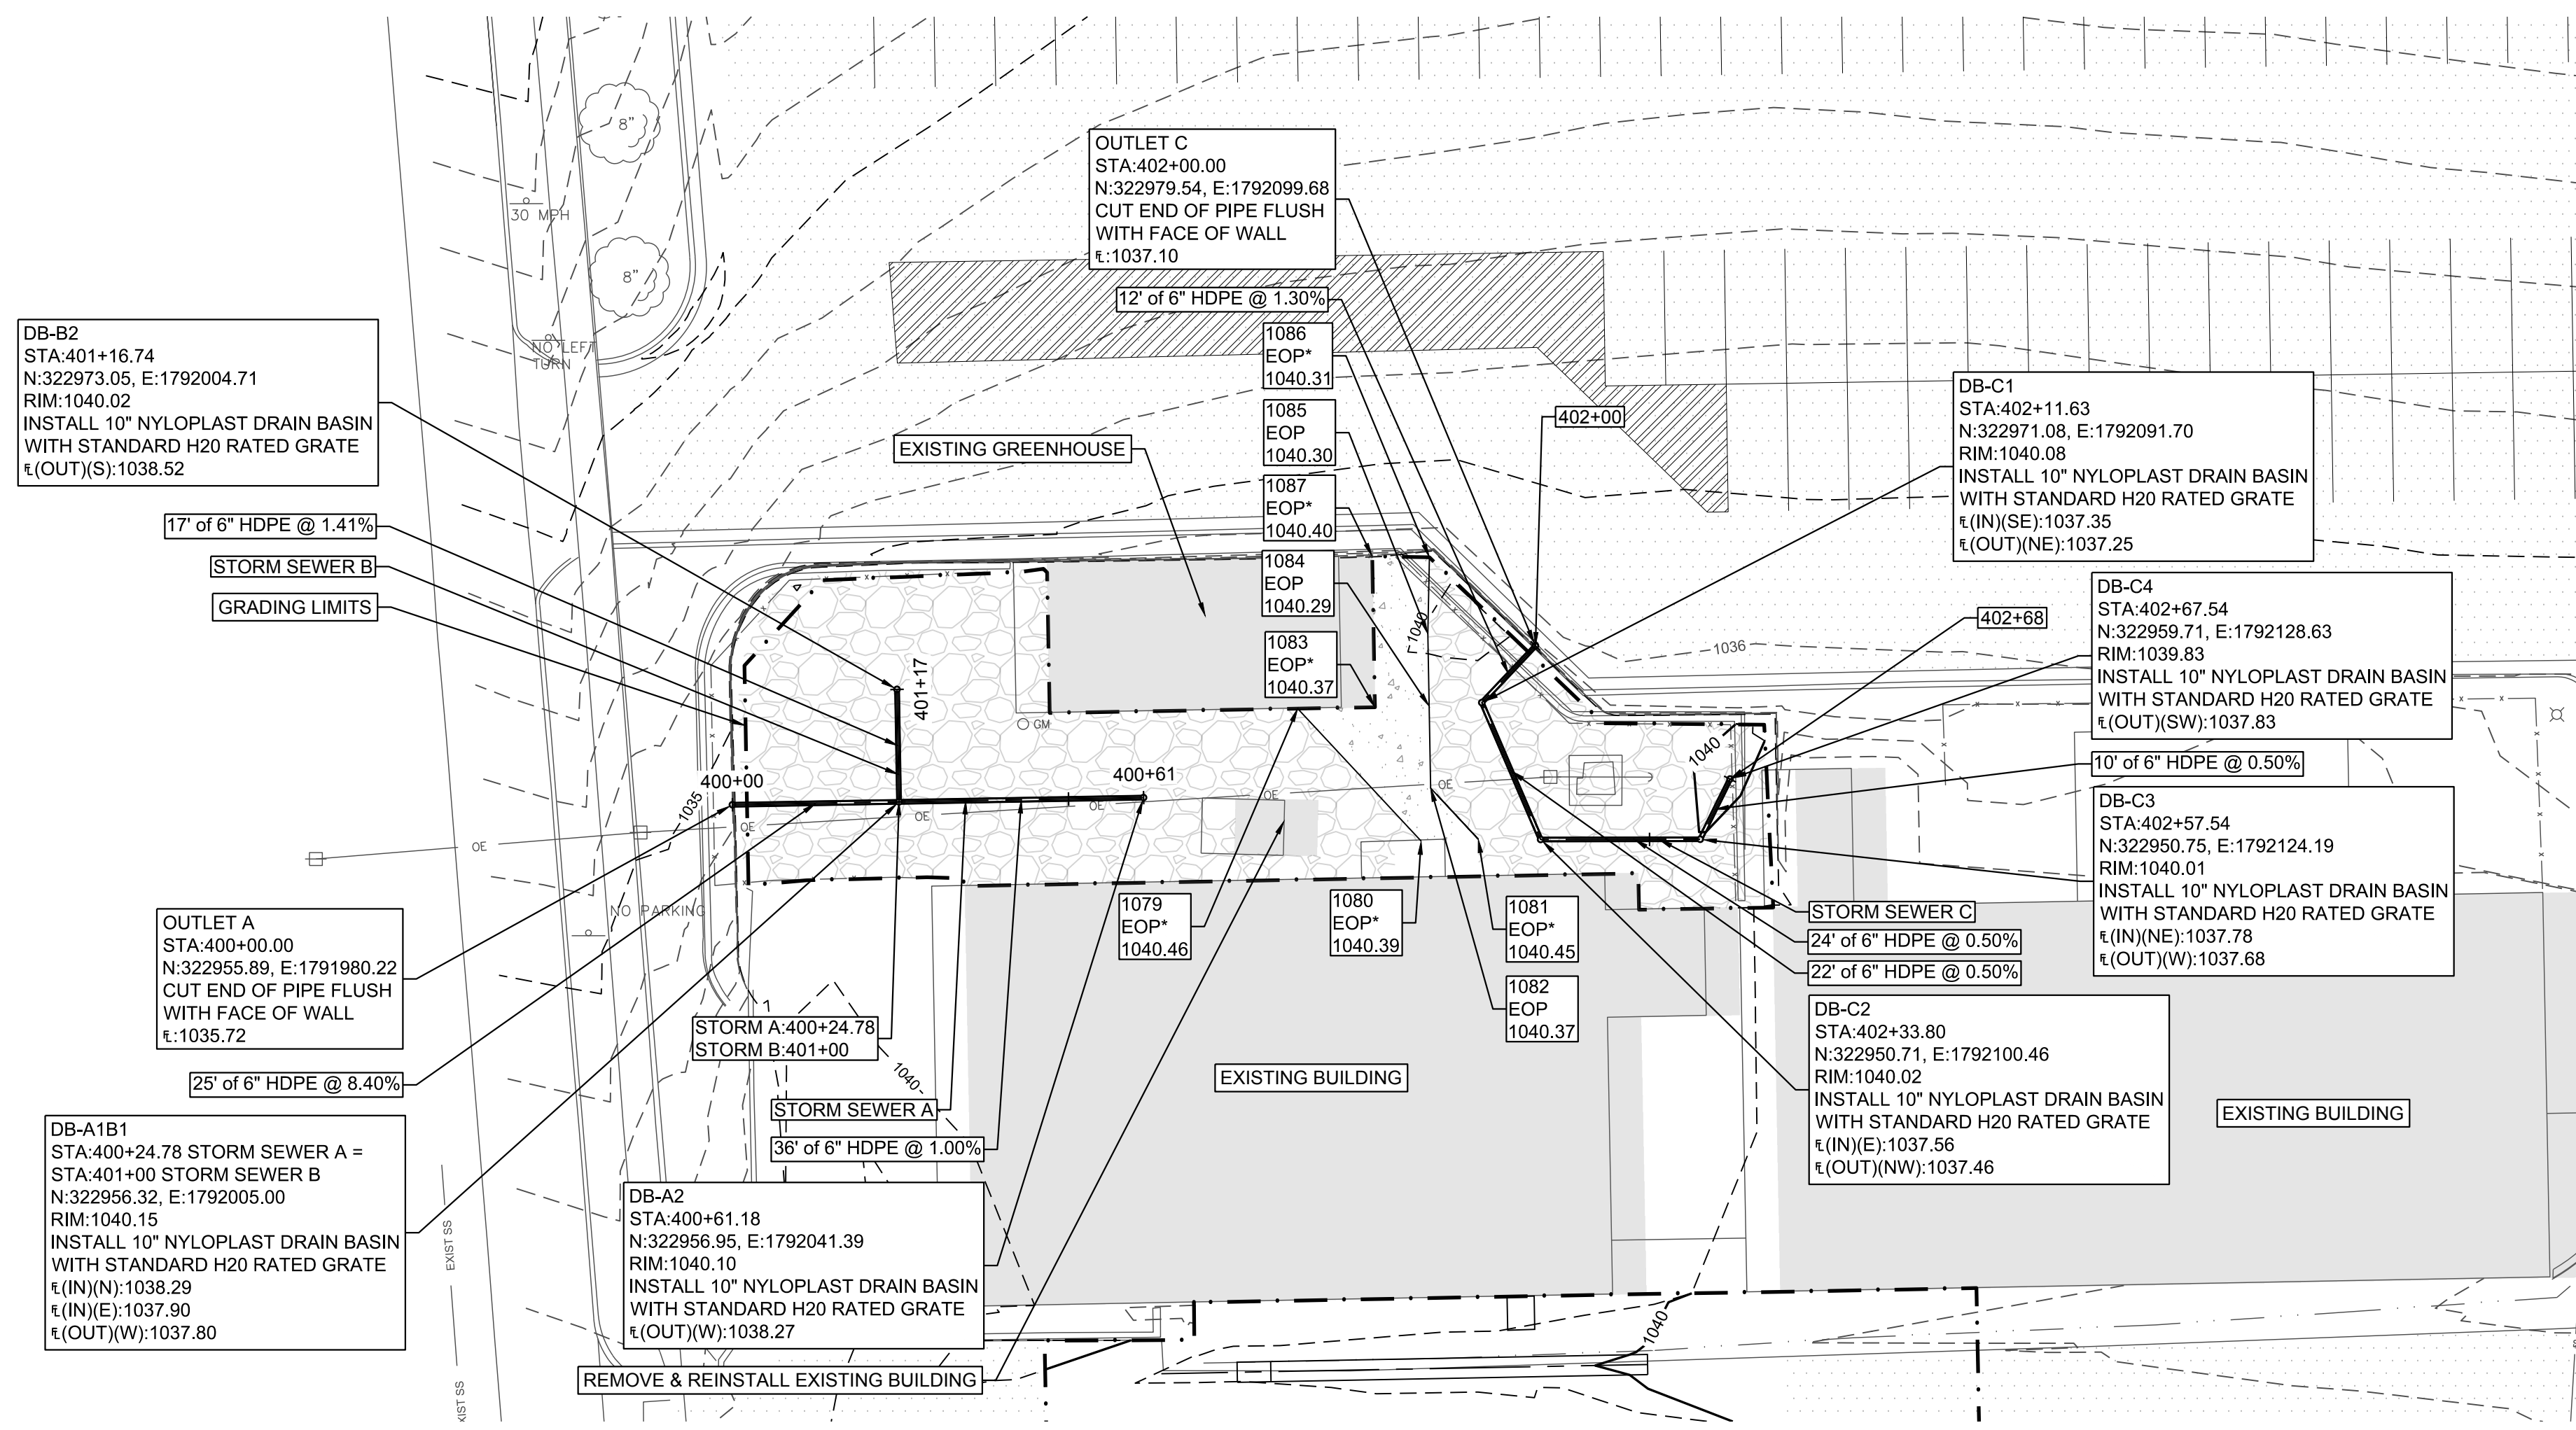 8"
30 MPH
8"
NO LEFT
TURN
OUTLET C
STA:402+00.00
N:322979.54, E:1792099.68
CUT END OF PIPE FLUSH
WITH FACE OF WALL
FL:1037.10
12' of 6" HDPE @ 1.30%
1086
EOP*
1040.31
1085
EOP
1040.30
1087
EOP*
1040.40
1084
EOP
1040.29
1083
EOP*
1040.37
402+00
EXISTING GREENHOUSE
DB-B2
STA:401+16.74
N:322973.05, E:1792004.71
RIM:1040.02
INSTALL 10" NYLOPLAST DRAIN BASIN
WITH STANDARD H20 RATED GRATE
FL(OUT)(S):1038.52
17' of 6" HDPE @ 1.41%
STORM SEWER B
GRADING LIMITS
DB-C1
STA:402+11.63
N:322971.08, E:1792091.70
RIM:1040.08
INSTALL 10" NYLOPLAST DRAIN BASIN
WITH STANDARD H20 RATED GRATE
FL(IN)(SE):1037.35
FL(OUT)(NE):1037.25
DB-C4
STA:402+67.54
N:322959.71, E:1792128.63
RIM:1039.83
INSTALL 10" NYLOPLAST DRAIN BASIN
WITH STANDARD H20 RATED GRATE
FL(OUT)(SW):1037.83
402+68
10' of 6" HDPE @ 0.50%
DB-C3
STA:402+57.54
N:322950.75, E:1792124.19
RIM:1040.01
INSTALL 10" NYLOPLAST DRAIN BASIN
WITH STANDARD H20 RATED GRATE
FL(IN)(NE):1037.78
FL(OUT)(W):1037.68
1040
1036
1040
401+17
GM
400+00
400+61
1035
OE
OE
OE
OE
OE
OE
NO PARKING
OUTLET A
STA:400+00.00
N:322955.89, E:1791980.22
CUT END OF PIPE FLUSH
WITH FACE OF WALL
FL:1035.72
25' of 6" HDPE @ 8.40%
DB-A1B1
STA:400+24.78 STORM SEWER A =
STA:401+00 STORM SEWER B
N:322956.32, E:1792005.00
RIM:1040.15
INSTALL 10" NYLOPLAST DRAIN BASIN
WITH STANDARD H20 RATED GRATE
FL(IN)(N):1038.29
FL(IN)(E):1037.90
FL(OUT)(W):1037.80
STORM A:400+24.78
STORM B:401+00
1040
STORM SEWER A
36' of 6" HDPE @ 1.00%
DB-A2
STA:400+61.18
N:322956.95, E:1792041.39
RIM:1040.10
INSTALL 10" NYLOPLAST DRAIN BASIN
WITH STANDARD H20 RATED GRATE
FL(OUT)(W):1038.27
REMOVE & REINSTALL EXISTING BUILDING
1079
EOP*
1040.46
1080
EOP*
1040.39
1081
EOP*
1040.45
1082
EOP
1040.37
STORM SEWER C
24' of 6" HDPE @ 0.50%
22' of 6" HDPE @ 0.50%
DB-C2
STA:402+33.80
N:322950.71, E:1792100.46
RIM:1040.02
INSTALL 10" NYLOPLAST DRAIN BASIN
WITH STANDARD H20 RATED GRATE
FL(IN)(E):1037.56
FL(OUT)(NW):1037.46
EXISTING BUILDING
EXISTING BUILDING
EXIST SS
XIST SS
1040